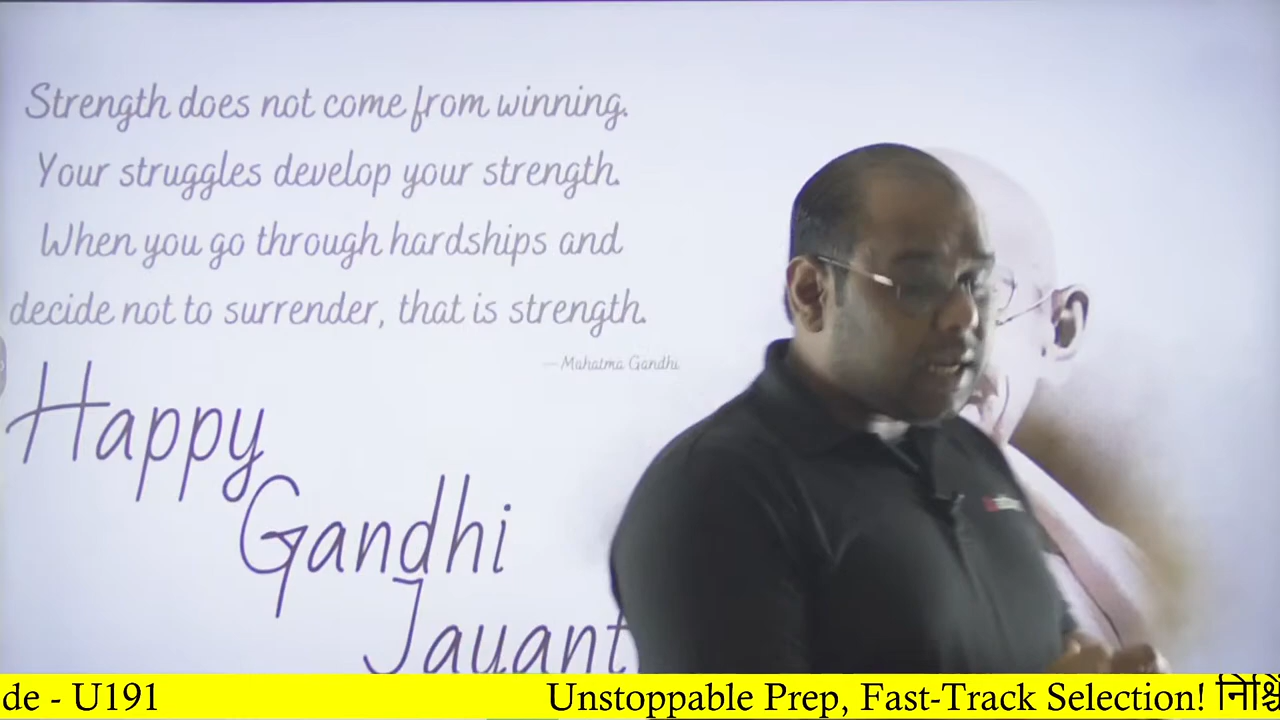 Strength does not come from winning.
Your struggles develop your strength.
When you go through hardships and
decide not to surrender, that is strength.
— Mahatma Gandhi
Happy
Gandhi
Jayant
de - U191 Unstoppable Prep, Fast-Track Selection!